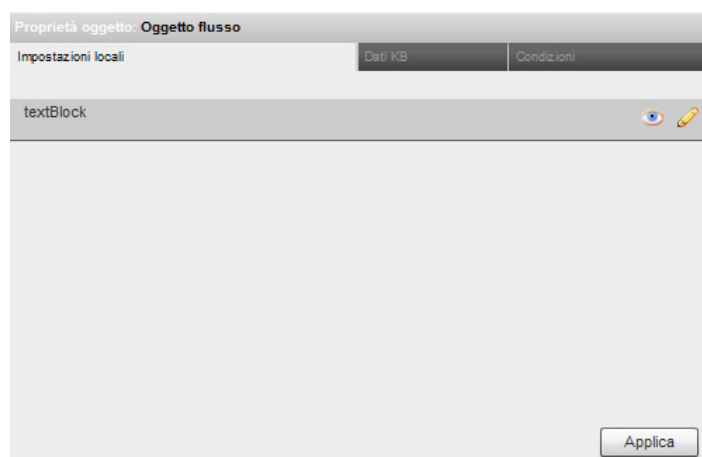 Proprietà oggetto: Oggetto flusso
Impostazioni locali Dati KB Condizioni
textBlock
Applica